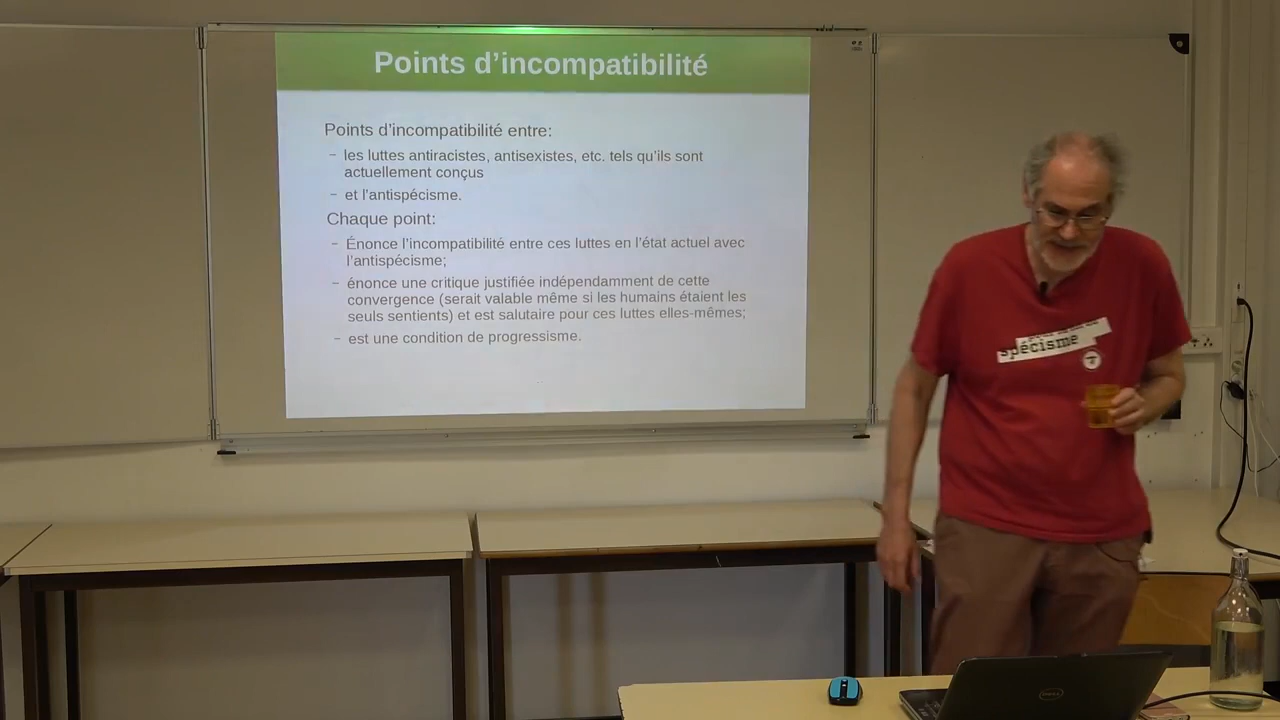 Points d’incompatibilité
Points d’incompatibilité entre:
– les luttes antiracistes, antisexistes, etc. tels qu’ils sont
actuellement conçus
– et l’antispécisme.
Chaque point:
– Énonce l’incompatibilité entre ces luttes en l’état actuel avec
l’antispécisme;
– énonce une critique justifiée indépendamment de cette
convergence (serait valable même si les humains étaient les
seuls sentients) et est salutaire pour ces luttes elles-mêmes;
– est une condition de progressisme.
spécisme
DELL